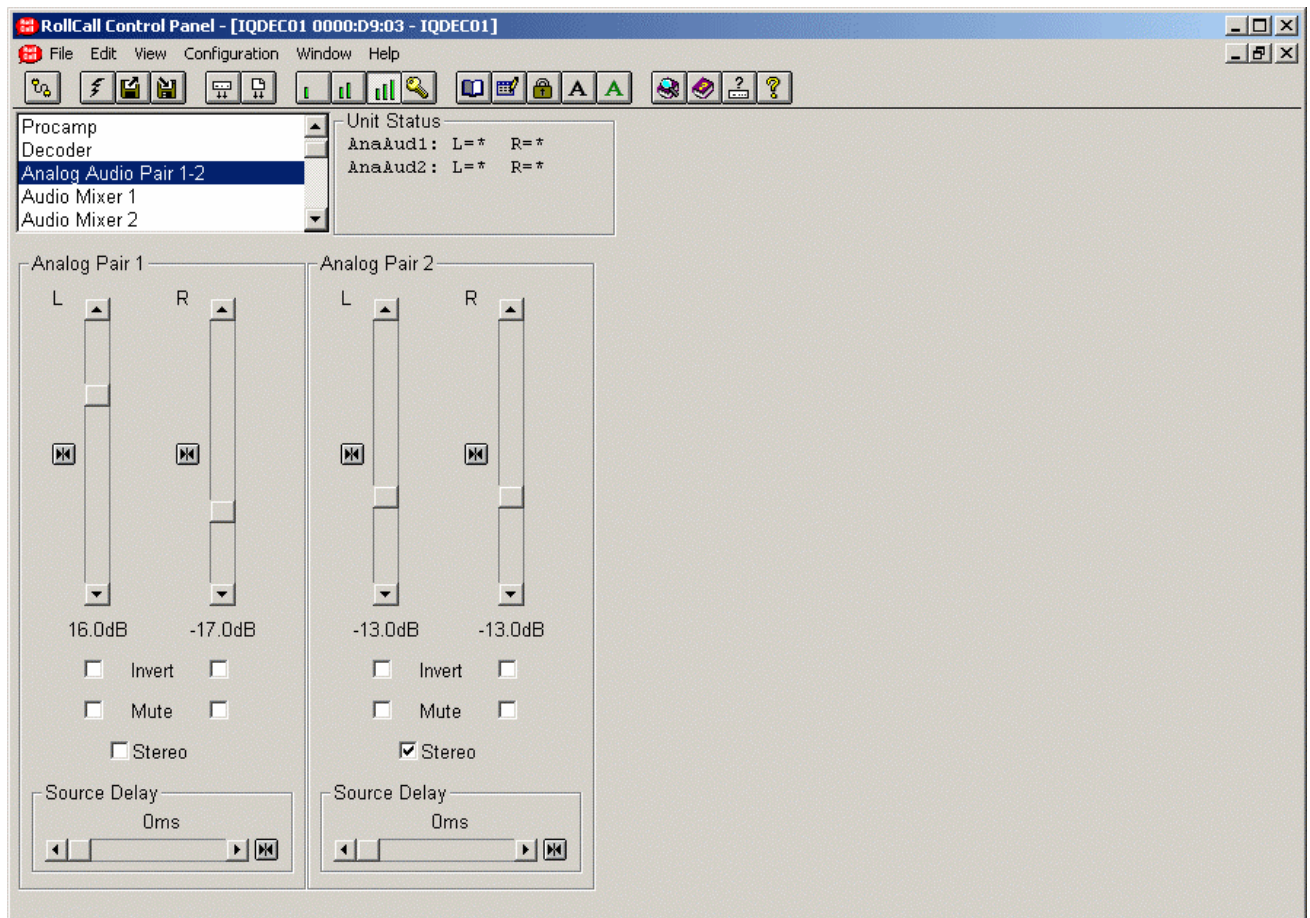 RollCall Control Panel - [IQDEC01 0000:D9:03 - IQDEC01]
File Edit View Configuration Window Help
A A
Procamp
Decoder
Analog Audio Pair 1-2
Audio Mixer 1
Audio Mixer 2
Unit Status
AnaAud1: L=* R=*
AnaAud2: L=* R=*
Analog Pair 1
L R
16.0dB -17.0dB
Invert
Mute
Stereo
Source Delay
0ms
Analog Pair 2
L R
-13.0dB -13.0dB
Invert
Mute
Stereo
Source Delay
0ms